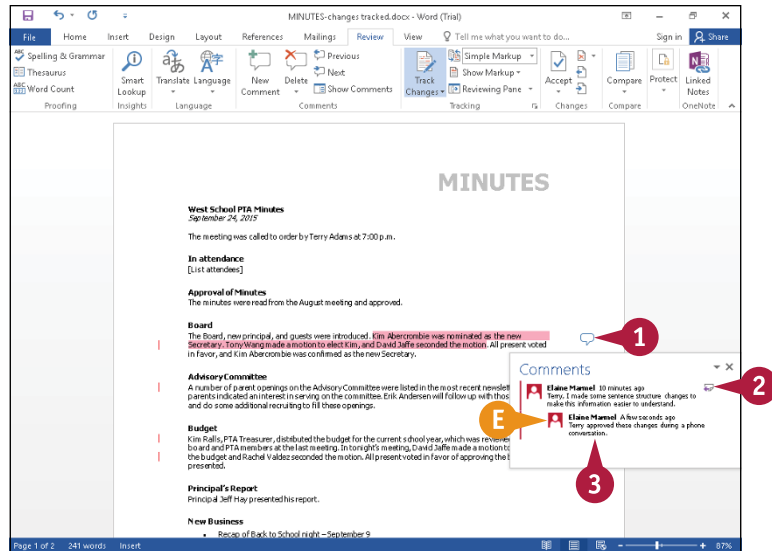 MINUTES-changes tracked.docx - Word (Trial)
File Home Insert Design Layout References Mailings Review View Tell me what you want to do... Sign in Share
Spelling & Grammar
Thesaurus
ABC 123 Word Count
Proofing
Smart Lookup
Insights
Translate Language
Language
New Comment
Delete
Previous
Next
Show Comments
Comments
Track Changes
Simple Markup
Show Markup
Reviewing Pane
Tracking
Accept
Changes
Compare
Compare
Protect
Linked Notes
OneNote
MINUTES
West School PTA Minutes
September 24, 2015
The meeting was called to order by Terry Adams at 7:00 p.m.
In attendance
[List attendees]
Approval of Minutes
The minutes were read from the August meeting and approved.
Board
The Board, new principal, and guests were introduced. Kim Abercrombie was nominated as the new
Secretary. Tony Wang made a motion to elect Kim, and David Jaffe seconded the motion. All present voted
in favor, and Kim Abercrombie was confirmed as the new Secretary.
1
Advisory Committee
A number of parent openings on the Advisory Committee were listed in the most recent newslet
parents indicated an interest in serving on the committee. Erik Andersen will follow up with thos
and do some additional recruiting to fill these openings.
Budget
Kim Ralls, PTA Treasurer, distributed the budget for the current school year, which was review
board and PTA members at the last meeting. In tonight's meeting, David Jaffe made a motion to
the budget and Rachel Valdez seconded the motion. All present voted in favor of approving the b
presented.
Principal's Report
Principal Jeff Hay presented his report.
New Business
• Recap of Back to School night – September 9
Comments
Elaine Marmel 10 minutes ago
Terry, I made some sentence structure changes to
make this information easier to understand.
2
E
Elaine Marmel A few seconds ago
Terry approved these changes during a phone
conversation.
3
Page 1 of 2 241 words Insert 87%